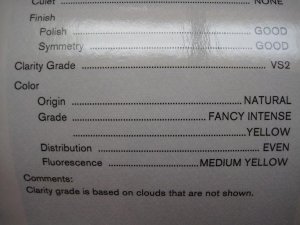 Culet ........ NONE
Finish
Polish ........ GOOD
Symmetry ........ GOOD
Clarity Grade ........ VS2
Color
Origin ........ NATURAL
Grade ........ FANCY INTENSE
........ YELLOW
Distribution ........ EVEN
Fluorescence ........ MEDIUM YELLOW
Comments:
Clarity grade is based on clouds that are not shown.